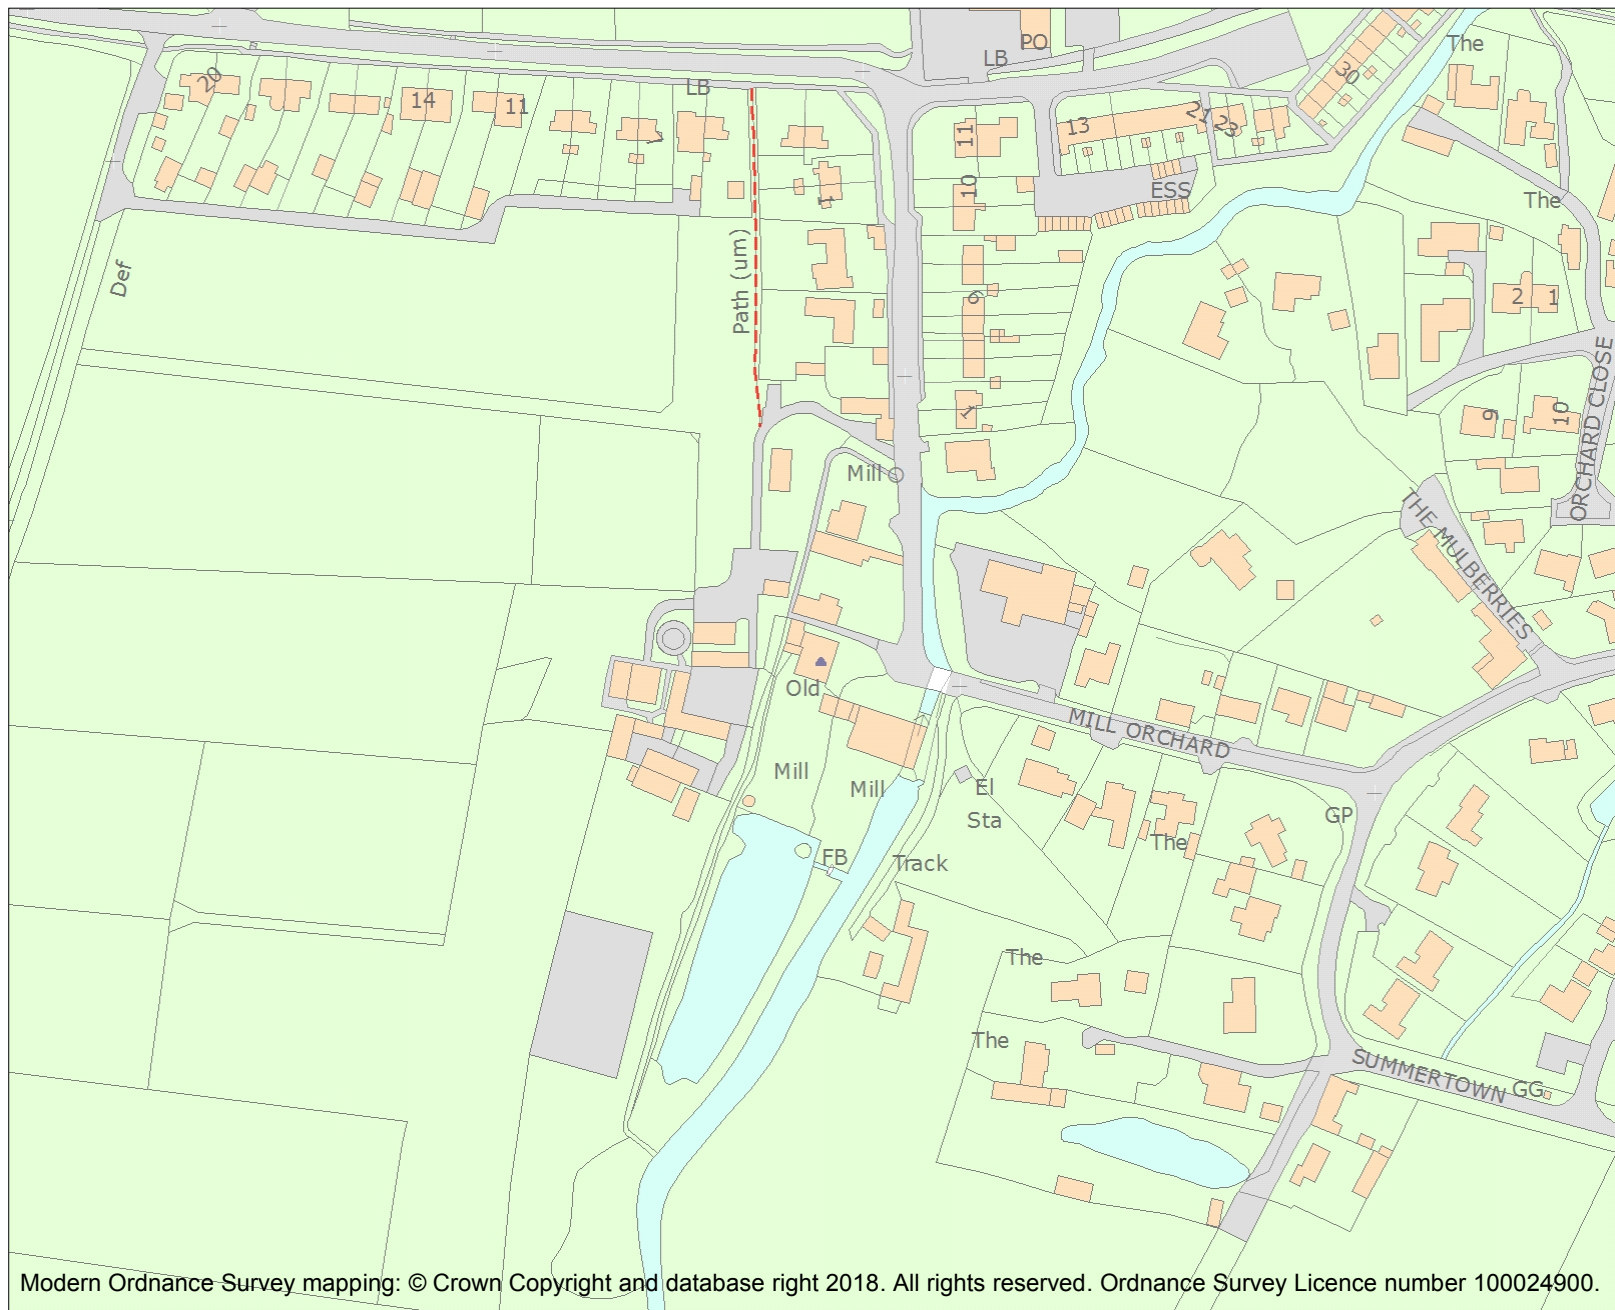 PO
LB
The
30
20
LB
14
11
7
11
13
21
23
10
ESS
1
The
Def
Path (um)
6
2
1
1
ORCHARD CLOSE
9
10
Mill
THE MULBERRIES
Old
MILL ORCHARD
Mill
Mill
El
Sta
GP
The
FB
Track
The
The
SUMMERTOWN
GG
Modern Ordnance Survey mapping: © Crown Copyright and database right 2018. All rights reserved. Ordnance Survey Licence number 100024900.